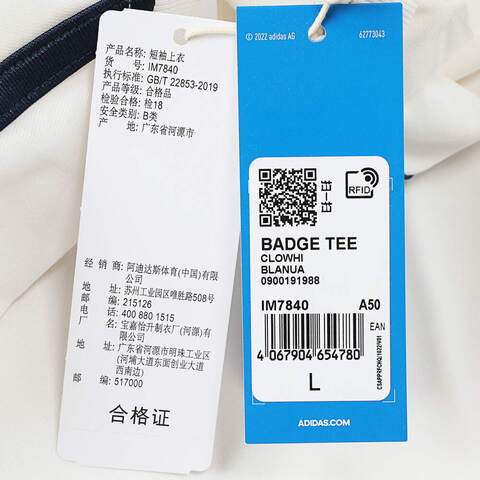 产品名称: 短袖上衣
货 号: IM7840
执行标准: GB/T 22853-2019
产品等级: 合格品
检验合格: 检18
安全类别: B类
产 地: 广东省河源市
经 销 商: 阿迪达斯体育(中国)有限
公司
地 址: 苏州工业园区唯胜路508号
邮 编: 215126
电 话: 400 880 1515
厂 名: 宝嘉怡升制衣厂(河源)有
限公司
地 址: 广东省河源市明珠工业区
(河埔大道东面创业大道
西南边)
邮 编: 517000
合格证
© 2022 adidas AG
62773043
RFID
BADGE TEE
CLOWHI
BLANUA
0900191988
IM7840 A50
EAN
4 067904 654780
L
ADIDAS.COM